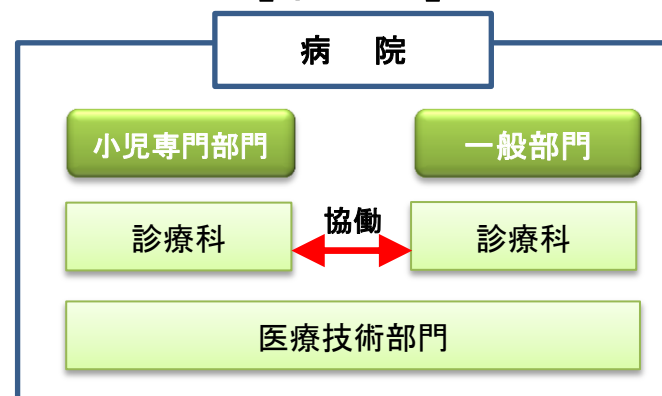 病 院
小児専門部門
一般部門
協働
診療科
診療科
医療技術部門